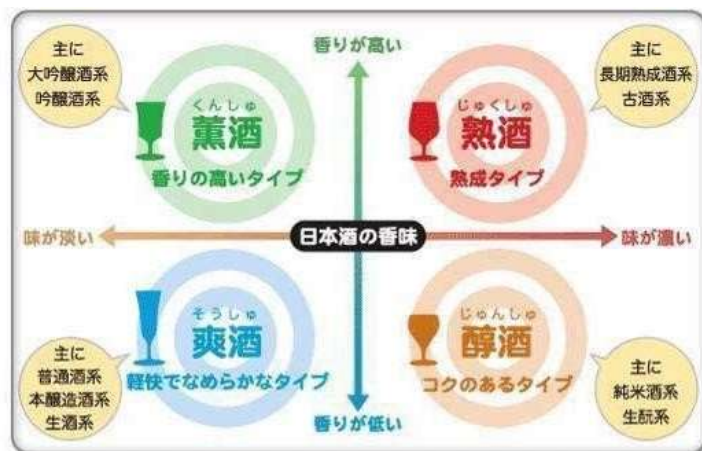 主に
大吟醸酒系
吟醸酒系
くんしゅ
薫酒
香りの高いタイプ
香りが高い
主に
長期熟成酒系
古酒系
じゅくしゅ
熟酒
熟成タイプ
味が淡い
日本酒の香味
味が濃い
そうしゅ
爽酒
軽快でなめらかなタイプ
主に
普通酒系
本醸造酒系
生酒系
香りが低い
じゅんしゅ
醇酒
コクのあるタイプ
主に
純米酒系
生酛系